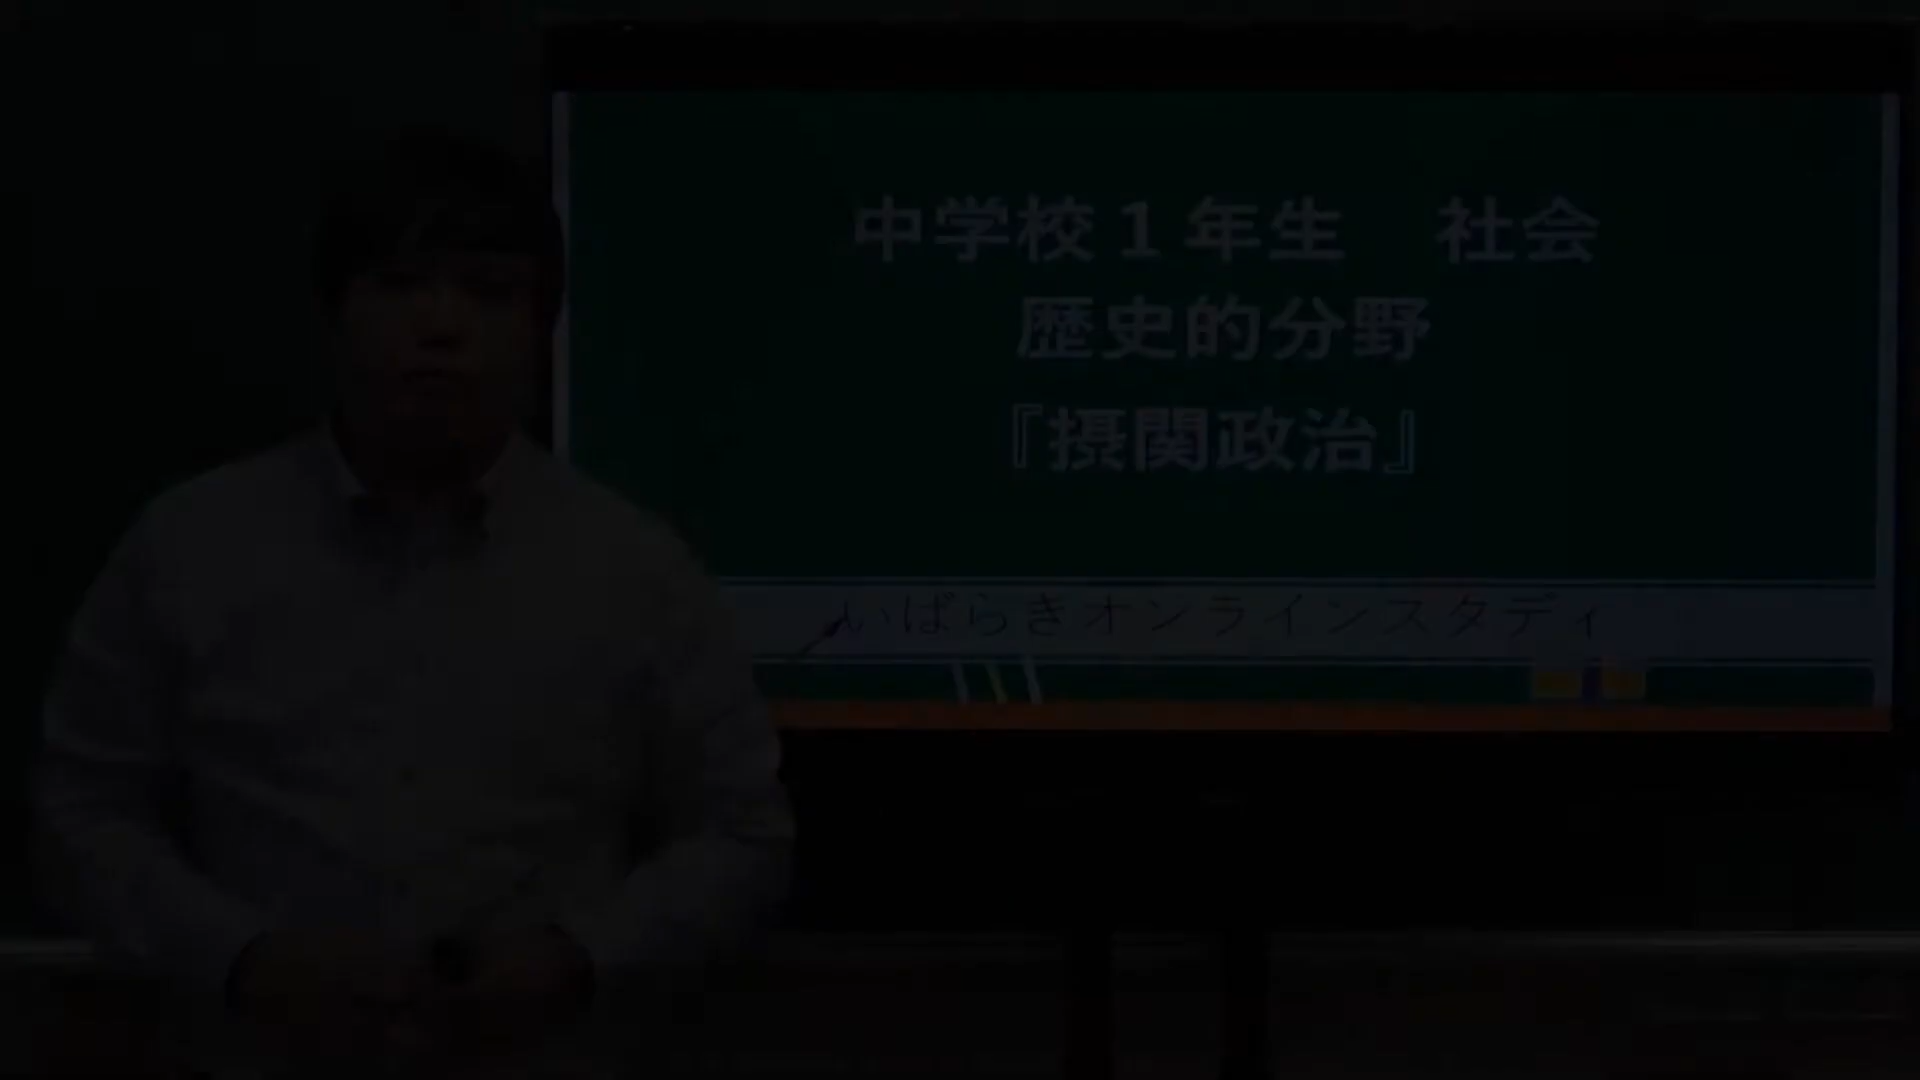 中学校１年生　社会
歴史的分野
『摂関政治』
いばらきオンラインスタディ